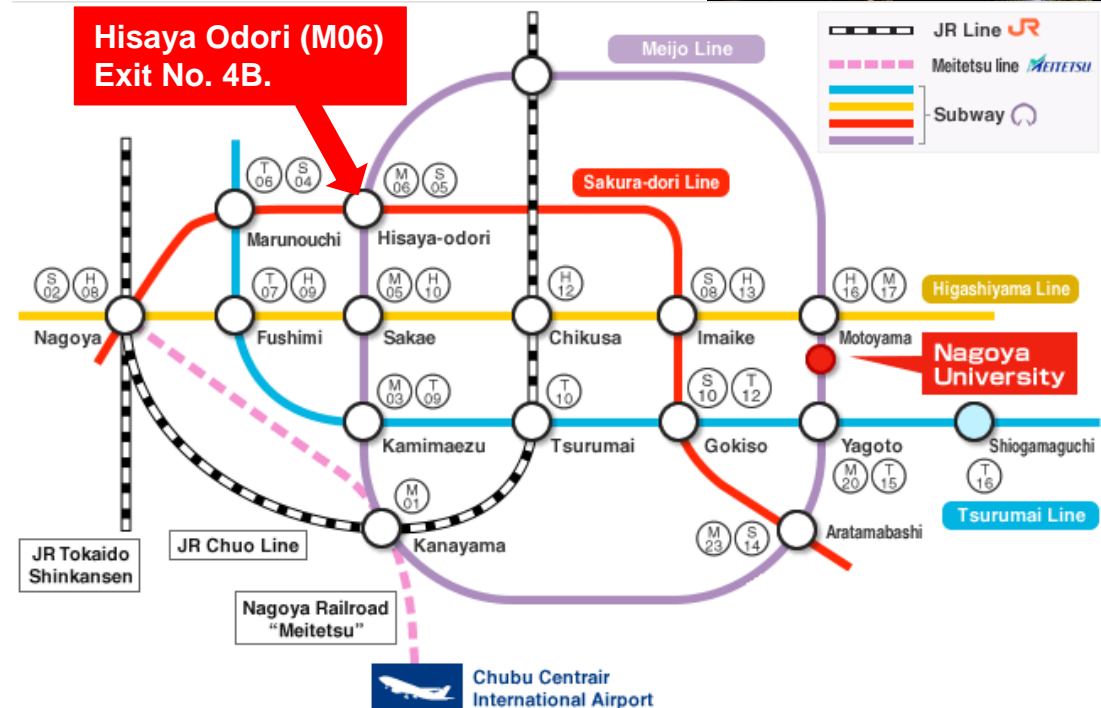 Hisaya Odori (M06)
Exit No. 4B.
Meijo Line
JR Line JR
Meitetsu line MEITETSU
Subway
T 06
S 04
M 06
S 05
Sakura-dori Line
Marunouchi
Hisaya-odori
S 02
H 08
T 07
H 09
M 05
H 10
H 12
S 08
H 13
H 16
M 17
Higashiyama Line
Nagoya
Fushimi
Sakae
Chikusa
Imaike
Motoyama
Nagoya
University
M 03
T 09
T 10
S 10
T 12
Kamimaezu
Tsurumai
Gokiso
Yagoto
Shiogamaguchi
M 20
T 15
T 16
M 01
Tsurumai Line
JR Tokaido
Shinkansen
JR Chuo Line
Kanayama
M 23
S 14
Aratamabashi
Nagoya Railroad
“Meitetsu”
Chubu Centrair
International Airport